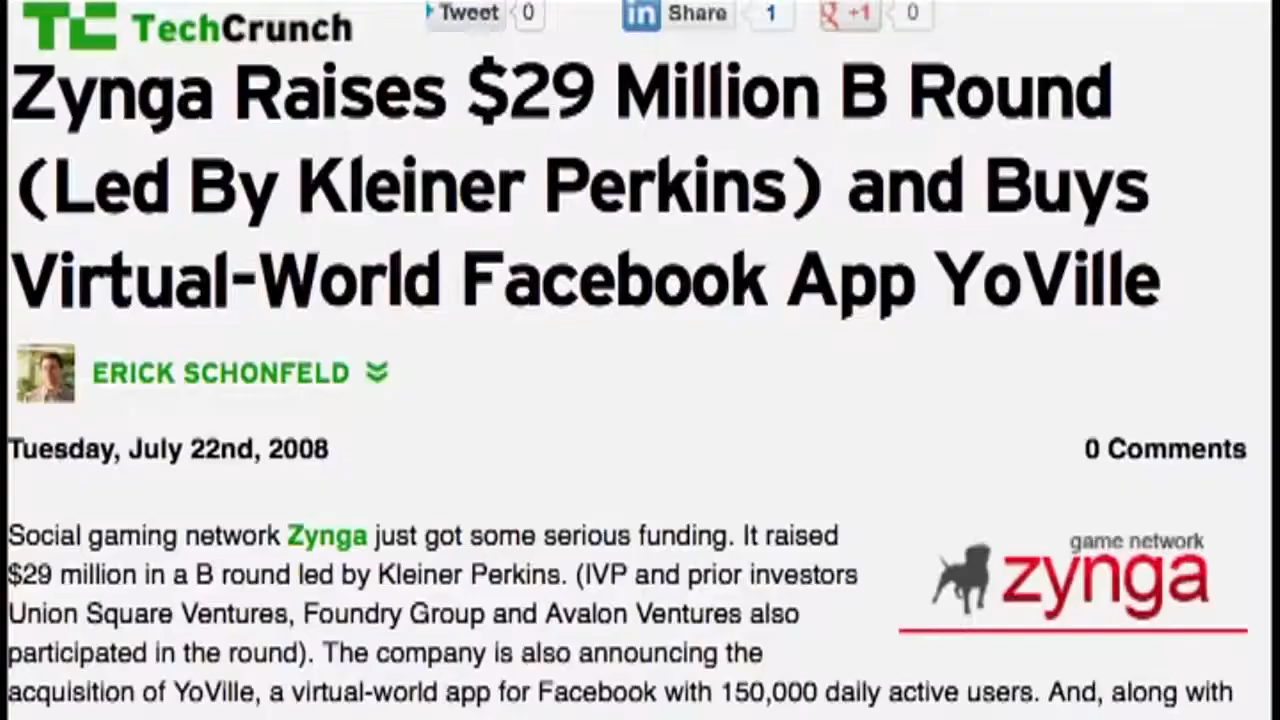 TC TechCrunch Tweet 0 in Share 1 g +1 0
Zynga Raises $29 Million B Round
(Led By Kleiner Perkins) and Buys
Virtual-World Facebook App YoVille
ERICK SCHONFELD
Tuesday, July 22nd, 2008 0 Comments
Social gaming network Zynga just got some serious funding. It raised
$29 million in a B round led by Kleiner Perkins. (IVP and prior investors
Union Square Ventures, Foundry Group and Avalon Ventures also
participated in the round). The company is also announcing the
acquisition of YoVille, a virtual-world app for Facebook with 150,000 daily active users. And, along with
game network
zynga